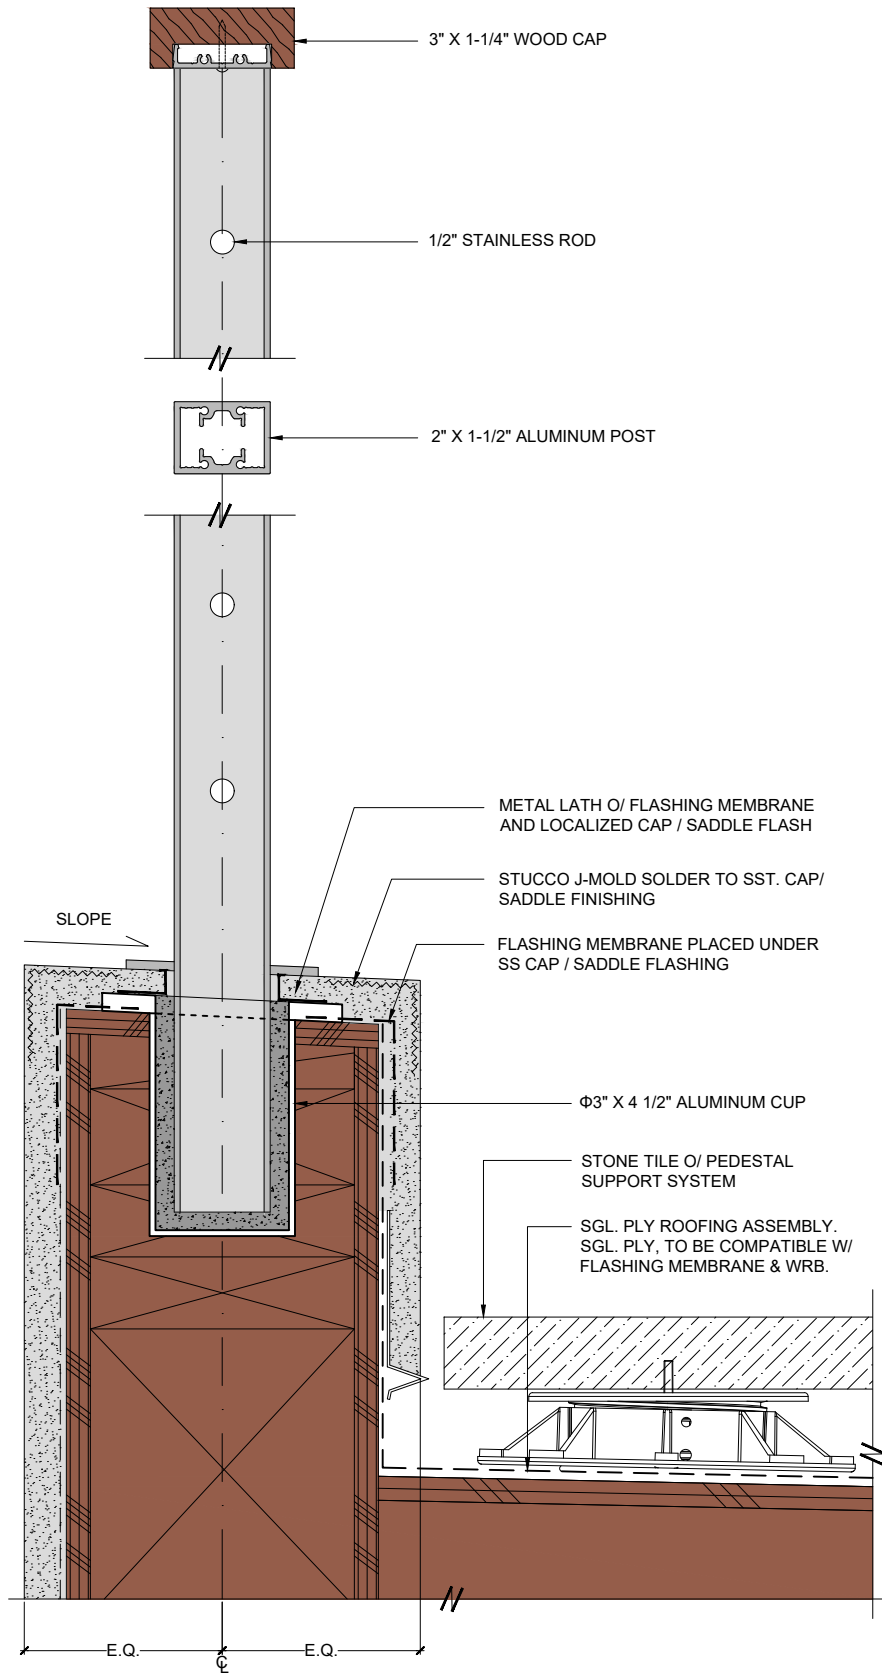 3" X 1-1/4" WOOD CAP
1/2" STAINLESS ROD
2" X 1-1/2" ALUMINUM POST
METAL LATH O/ FLASHING MEMBRANE
AND LOCALIZED CAP / SADDLE FLASH
STUCCO J-MOLD SOLDER TO SST. CAP/
SADDLE FINISHING
SLOPE
FLASHING MEMBRANE PLACED UNDER
SS CAP / SADDLE FLASHING
Φ3" X 4 1/2" ALUMINUM CUP
STONE TILE O/ PEDESTAL
SUPPORT SYSTEM
SGL. PLY ROOFING ASSEMBLY.
SGL. PLY, TO BE COMPATIBLE W/
FLASHING MEMBRANE & WRB.
E.Q. E.Q.
℄